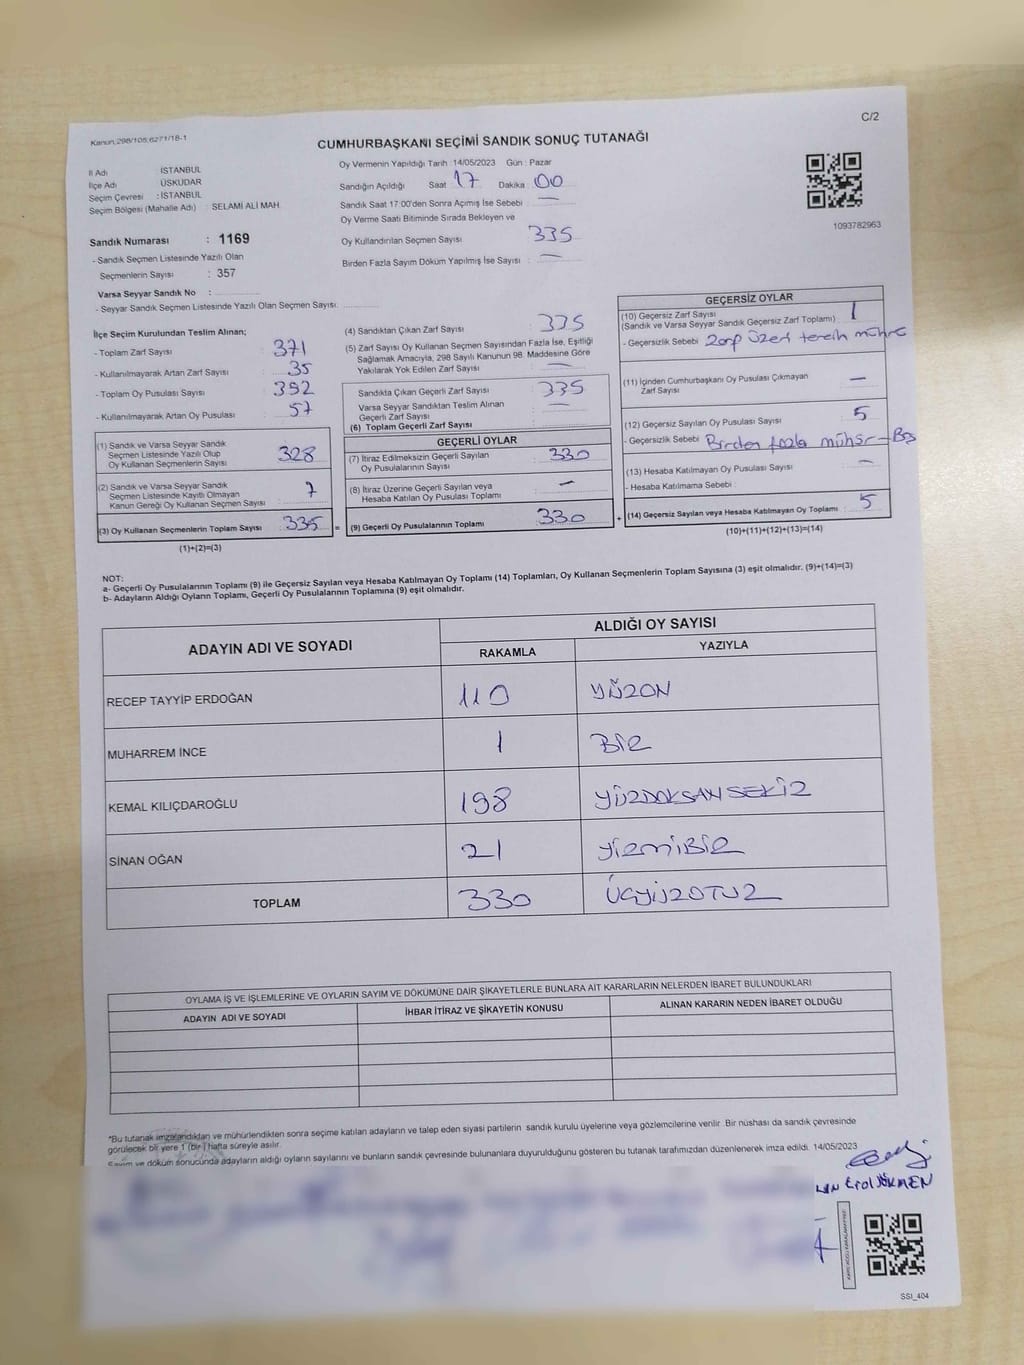 Kanun:298/105;6271/18-1
C/2
CUMHURBAŞKANI SEÇİMİ SANDIK SONUÇ TUTANAĞI
İl Adı İSTANBUL
İlçe Adı ÜSKÜDAR
Seçim Çevresi : İSTANBUL
Seçim Bölgesi (Mahalle Adı) : SELAMİ ALİ MAH.
Oy Vermenin Yapıldığı Tarih :14/05/2023 Gün : Pazar
Sandığın Açıldığı Saat : 17 Dakika : 00
Sandık Saat 17:00'den Sonra Açımış İse Sebebi : —
Oy Verme Saati Bitiminde Sırada Bekleyen ve
Oy Kullandırılan Seçmen Sayısı 335
Birden Fazla Sayım Döküm Yapılmış İse Sayısı : —
1093782963
Sandık Numarası : 1169
- Sandık Seçmen Listesinde Yazılı Olan
Seçmenlerin Sayısı : 357
Varsa Seyyar Sandık No :
- Seyyar Sandık Seçmen Listesinde Yazılı Olan Seçmen Sayısı:
İlçe Seçim Kurulundan Teslim Alınan;
- Toplam Zarf Sayısı : 371
- Kullanılmayarak Artan Zarf Sayısı : 35
- Toplam Oy Pusulası Sayısı : 392
- Kullanılmayarak Artan Oy Pusulası : 57
(1) Sandık ve Varsa Seyyar Sandık
Seçmen Listesinde Yazılı Olup
Oy Kullanan Seçmenlerin Sayısı : 328
(2) Sandık ve Varsa Seyyar Sandık
Seçmen Listesinde Kayıtlı Olmayan
Kanun Gereği Oy Kullanan Seçmen Sayısı : 7
(3) Oy Kullanan Seçmenlerin Toplam Sayısı : 335 =
(1)+(2)=(3)
(4) Sandıktan Çıkan Zarf Sayısı : 335
(5) Zarf Sayısı Oy Kullanan Seçmen Sayısından Fazla İse, Eşitliği
Sağlamak Amacıyla, 298 Sayılı Kanunun 98. Maddesine Göre
Yakılarak Yok Edilen Zarf Sayısı : —
Sandıkta Çıkan Geçerli Zarf Sayısı : 335
Varsa Seyyar Sandıktan Teslim Alınan
Geçerli Zarf Sayısı : —
(6) Toplam Geçerli Zarf Sayısı :
GEÇERLİ OYLAR
(7) İtiraz Edilmeksizin Geçerli Sayılan
Oy Pusulalarının Sayısı : 330
(8) İtiraz Üzerine Geçerli Sayılan veya
Hesaba Katılan Oy Pusulası Toplamı : —
(9) Geçerli Oy Pusulalarının Toplamı : 330 +
GEÇERSİZ OYLAR
(10) Geçersiz Zarf Sayısı : 1
(Sandık ve Varsa Seyyar Sandık Geçersiz Zarf Toplamı)
- Geçersizlik Sebebi : Zarf üzeri tercih mührü
(11) İçinden Cumhurbaşkanı Oy Pusulası Çıkmayan
Zarf Sayısı : —
(12) Geçersiz Sayılan Oy Pusulası Sayısı : 5
- Geçersizlik Sebebi : Birden fazla mühür - Boş
(13) Hesaba Katılmayan Oy Pusulası Sayısı : —
- Hesaba Katılmama Sebebi :
(14) Geçersiz Sayılan veya Hesaba Katılmayan Oy Toplamı : 5
(10)+(11)+(12)+(13)=(14)
NOT:
a- Geçerli Oy Pusulalarının Toplamı (9) ile Geçersiz Sayılan veya Hesaba Katılmayan Oy Toplamı (14) Toplamları, Oy Kullanan Seçmenlerin Toplam Sayısına (3) eşit olmalıdır. (9)+(14)=(3)
b- Adayların Aldığı Oyların Toplamı, Geçerli Oy Pusulalarının Toplamına (9) eşit olmalıdır.
ADAYIN ADI VE SOYADI ALDIĞI OY SAYISI
RAKAMLA YAZIYLA
RECEP TAYYİP ERDOĞAN 110 YÜZON
MUHARREM İNCE 1 BİR
KEMAL KILIÇDAROĞLU 198 YÜZDOKSANSEKİZ
SİNAN OĞAN 21 YİRMİBİR
TOPLAM 330 ÜÇYÜZOTUZ
OYLAMA İŞ VE İŞLEMLERİNE VE OYLARIN SAYIM VE DÖKÜMÜNE DAİR ŞİKAYETLERLE BUNLARA AİT KARARLARIN NELERDEN İBARET BULUNDUKLARI
ADAYIN ADI VE SOYADI İHBAR İTİRAZ VE ŞİKAYETİN KONUSU ALINAN KARARIN NEDEN İBARET OLDUĞU
*Bu tutanak imzalandıktan ve mühürlendikten sonra seçime katılan adayların ve talep eden siyasi partilerin sandık kurulu üyelerine veya gözlemcilerine verilir. Bir nüshası da sandık çevresinde
görülecek bir yere 1 (bir) hafta süreyle asılır.
Sayım ve döküm sonucunda adayların aldığı oyların sayılarını ve bunların sandık çevresinde bulunanlara duyurulduğunu gösteren bu tutanak tarafımızdan düzenlenerek imza edildi. 14/05/2023
Erol GÖKMEN
SSI_404